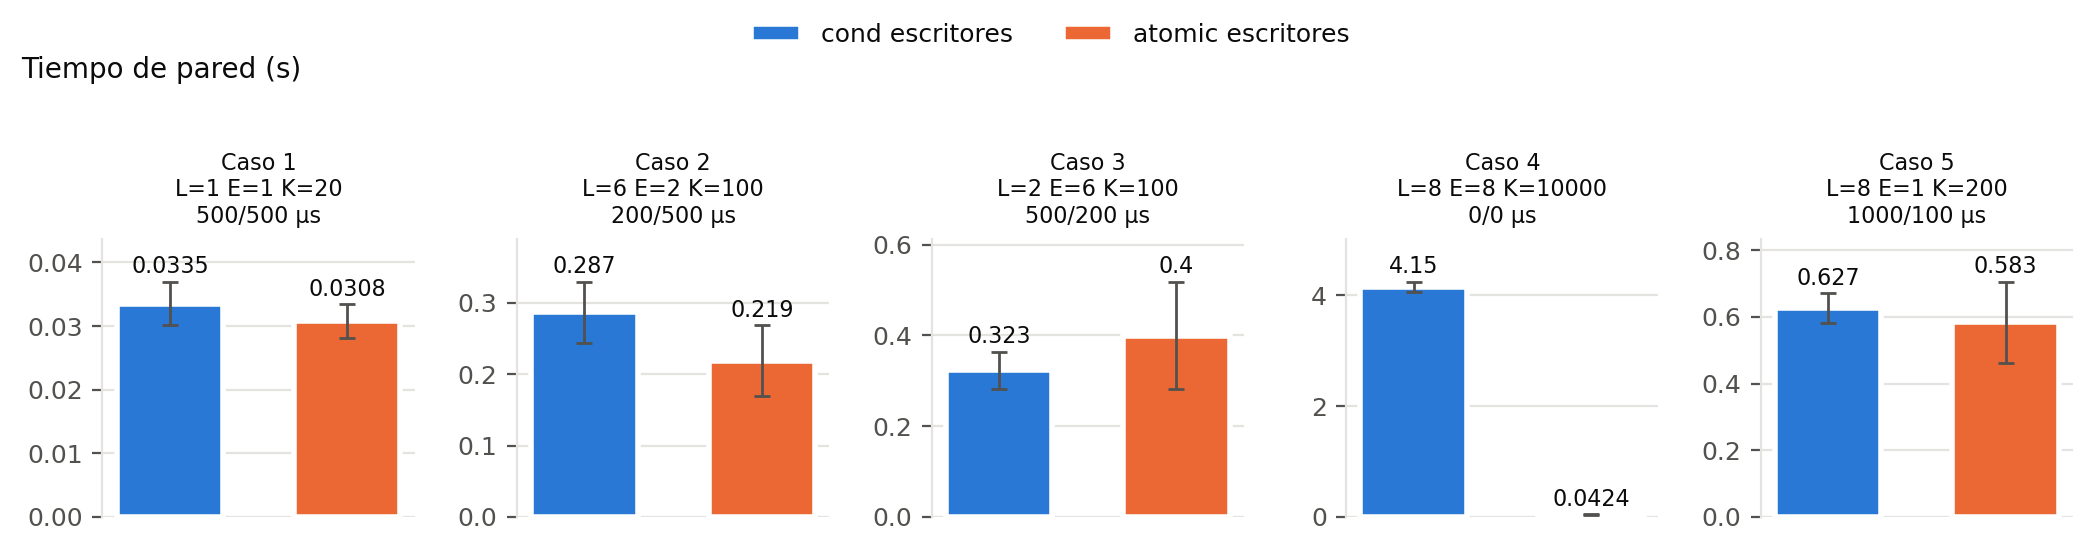 cond escritores
atomic escritores
Tiempo de pared (s)
Caso 1
L=1 E=1 K=20
500/500 µs
0.04
0.03
0.02
0.01
0.00
0.0335
0.0308
Caso 2
L=6 E=2 K=100
200/500 µs
0.3
0.2
0.1
0.0
0.287
0.219
Caso 3
L=2 E=6 K=100
500/200 µs
0.6
0.4
0.2
0.0
0.323
0.4
Caso 4
L=8 E=8 K=10000
0/0 µs
4
2
0
4.15
0.0424
Caso 5
L=8 E=1 K=200
1000/100 µs
0.8
0.6
0.4
0.2
0.0
0.627
0.583